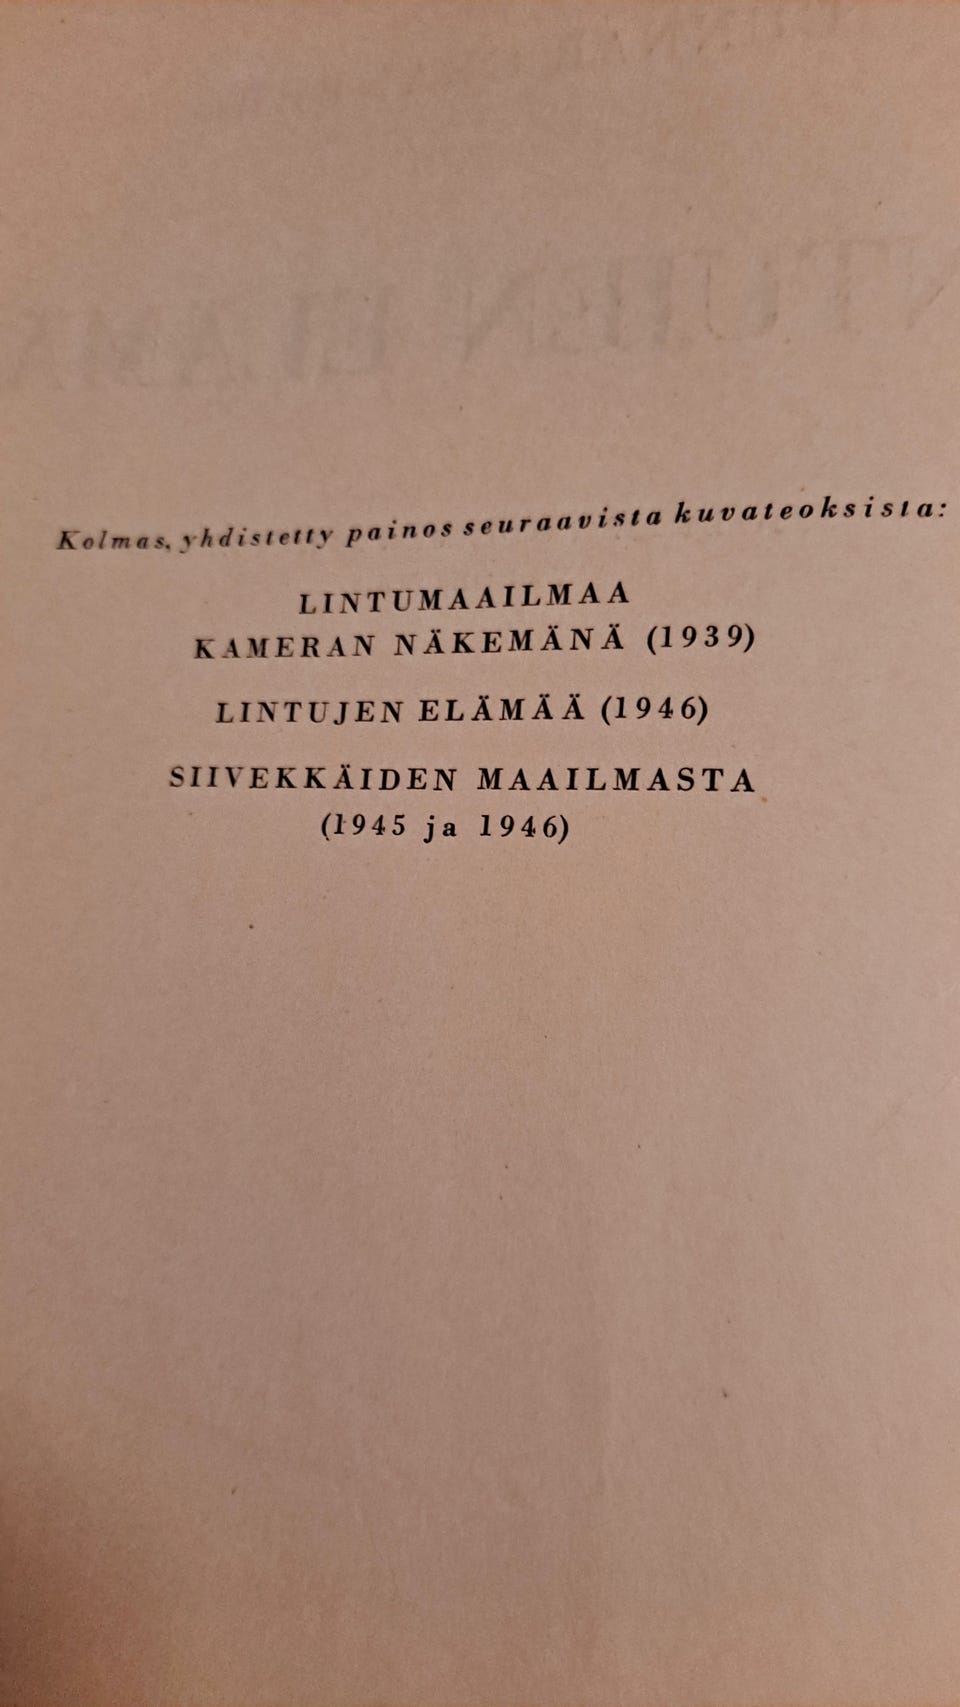 Kolmas, yhdistetty painos seuraavista kuvateoksista:
LINTUMAAILMAA
KAMERAN NÄKEMÄNÄ (1939)
LINTUJEN ELÄMÄÄ (1946)
SIIVEKKÄIDEN MAAILMASTA
(1945 ja 1946)